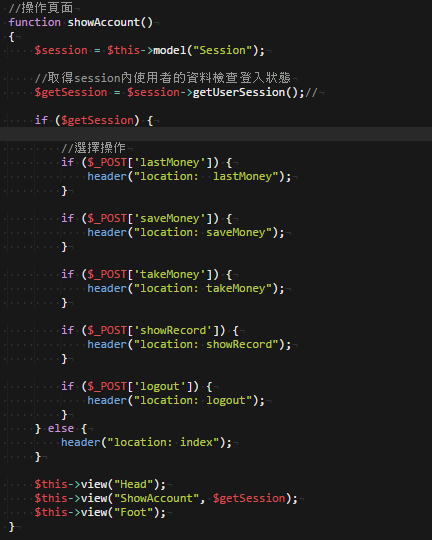 //操作頁面
function showAccount()
{
    $session = $this->model("Session");
    //取得session內使用者的資料檢查登入狀態
    $getSession = $session->getUserSession();//
    if ($getSession) {
        //選擇操作
        if ($_POST['lastMoney']) {
            header("location:  lastMoney");
        }
        if ($_POST['saveMoney']) {
            header("location: saveMoney");
        }
        if ($_POST['takeMoney']) {
            header("location: takeMoney");
        }
        if ($_POST['showRecord']) {
            header("location: showRecord");
        }
        if ($_POST['logout']) {
            header("location: logout");
        }
    } else {
        header("location: index");
    }
    $this->view("Head");
    $this->view("ShowAccount", $getSession);
    $this->view("Foot");
}